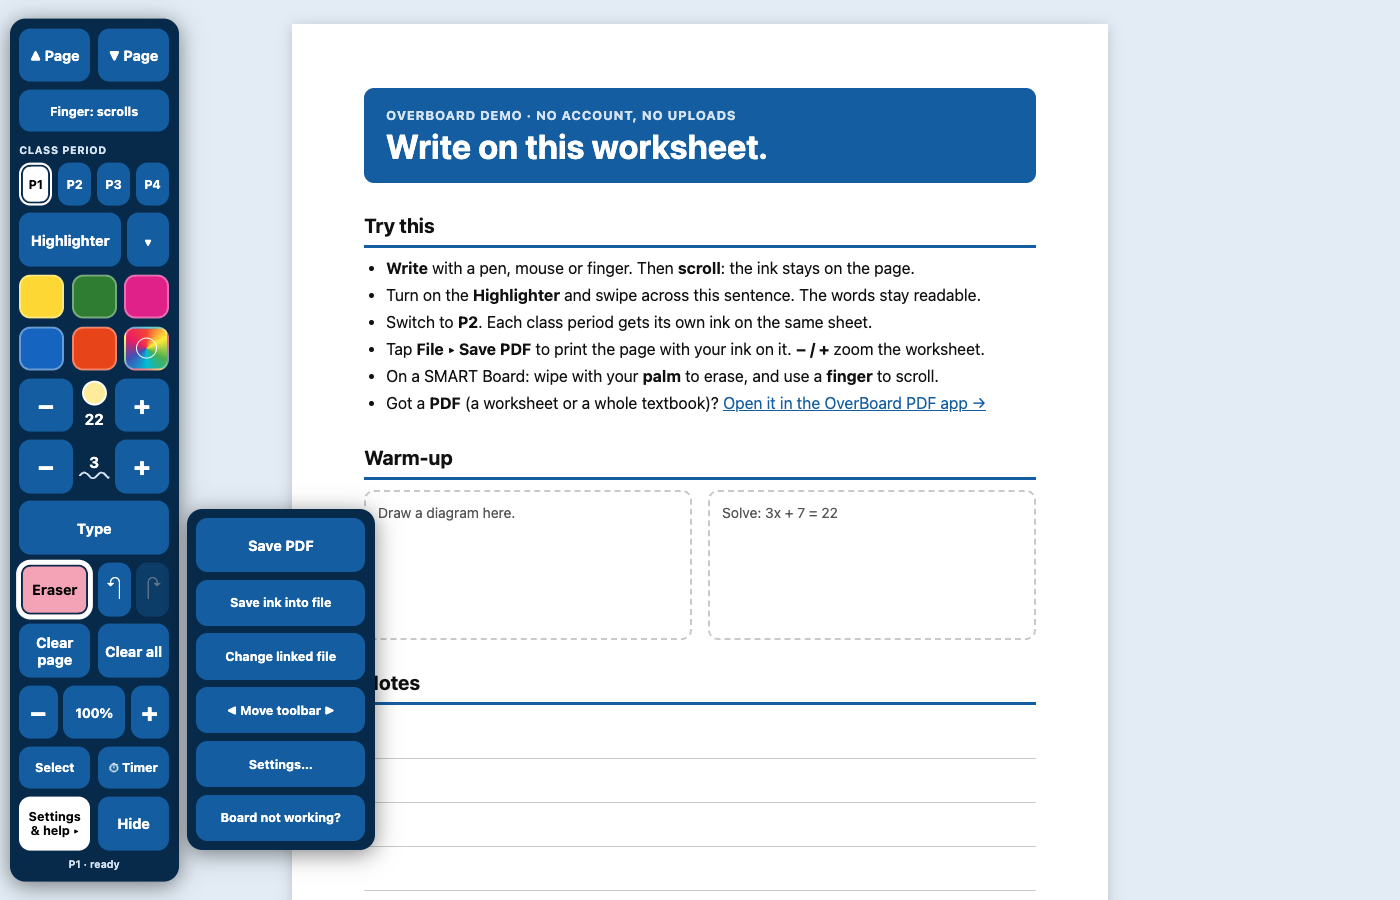 ▲ Page
▼ Page
Finger: scrolls
CLASS PERIOD
P1
P2
P3
P4
Highlighter
▾
− 22 +
− 3 +
Type
Eraser
Clear
page
Clear all
− 100% +
Select
⏱ Timer
Settings
& help ▸
Hide
P1 · ready
Save PDF
Save ink into file
Change linked file
◀ Move toolbar ▶
Settings...
Board not working?
OVERBOARD DEMO · NO ACCOUNT, NO UPLOADS
Write on this worksheet.
Try this
• Write with a pen, mouse or finger. Then scroll: the ink stays on the page.
• Turn on the Highlighter and swipe across this sentence. The words stay readable.
• Switch to P2. Each class period gets its own ink on the same sheet.
• Tap File ▸ Save PDF to print the page with your ink on it. − / + zoom the worksheet.
• On a SMART Board: wipe with your palm to erase, and use a finger to scroll.
• Got a PDF (a worksheet or a whole textbook)? Open it in the OverBoard PDF app →
Warm-up
Draw a diagram here.
Solve: 3x + 7 = 22
otes